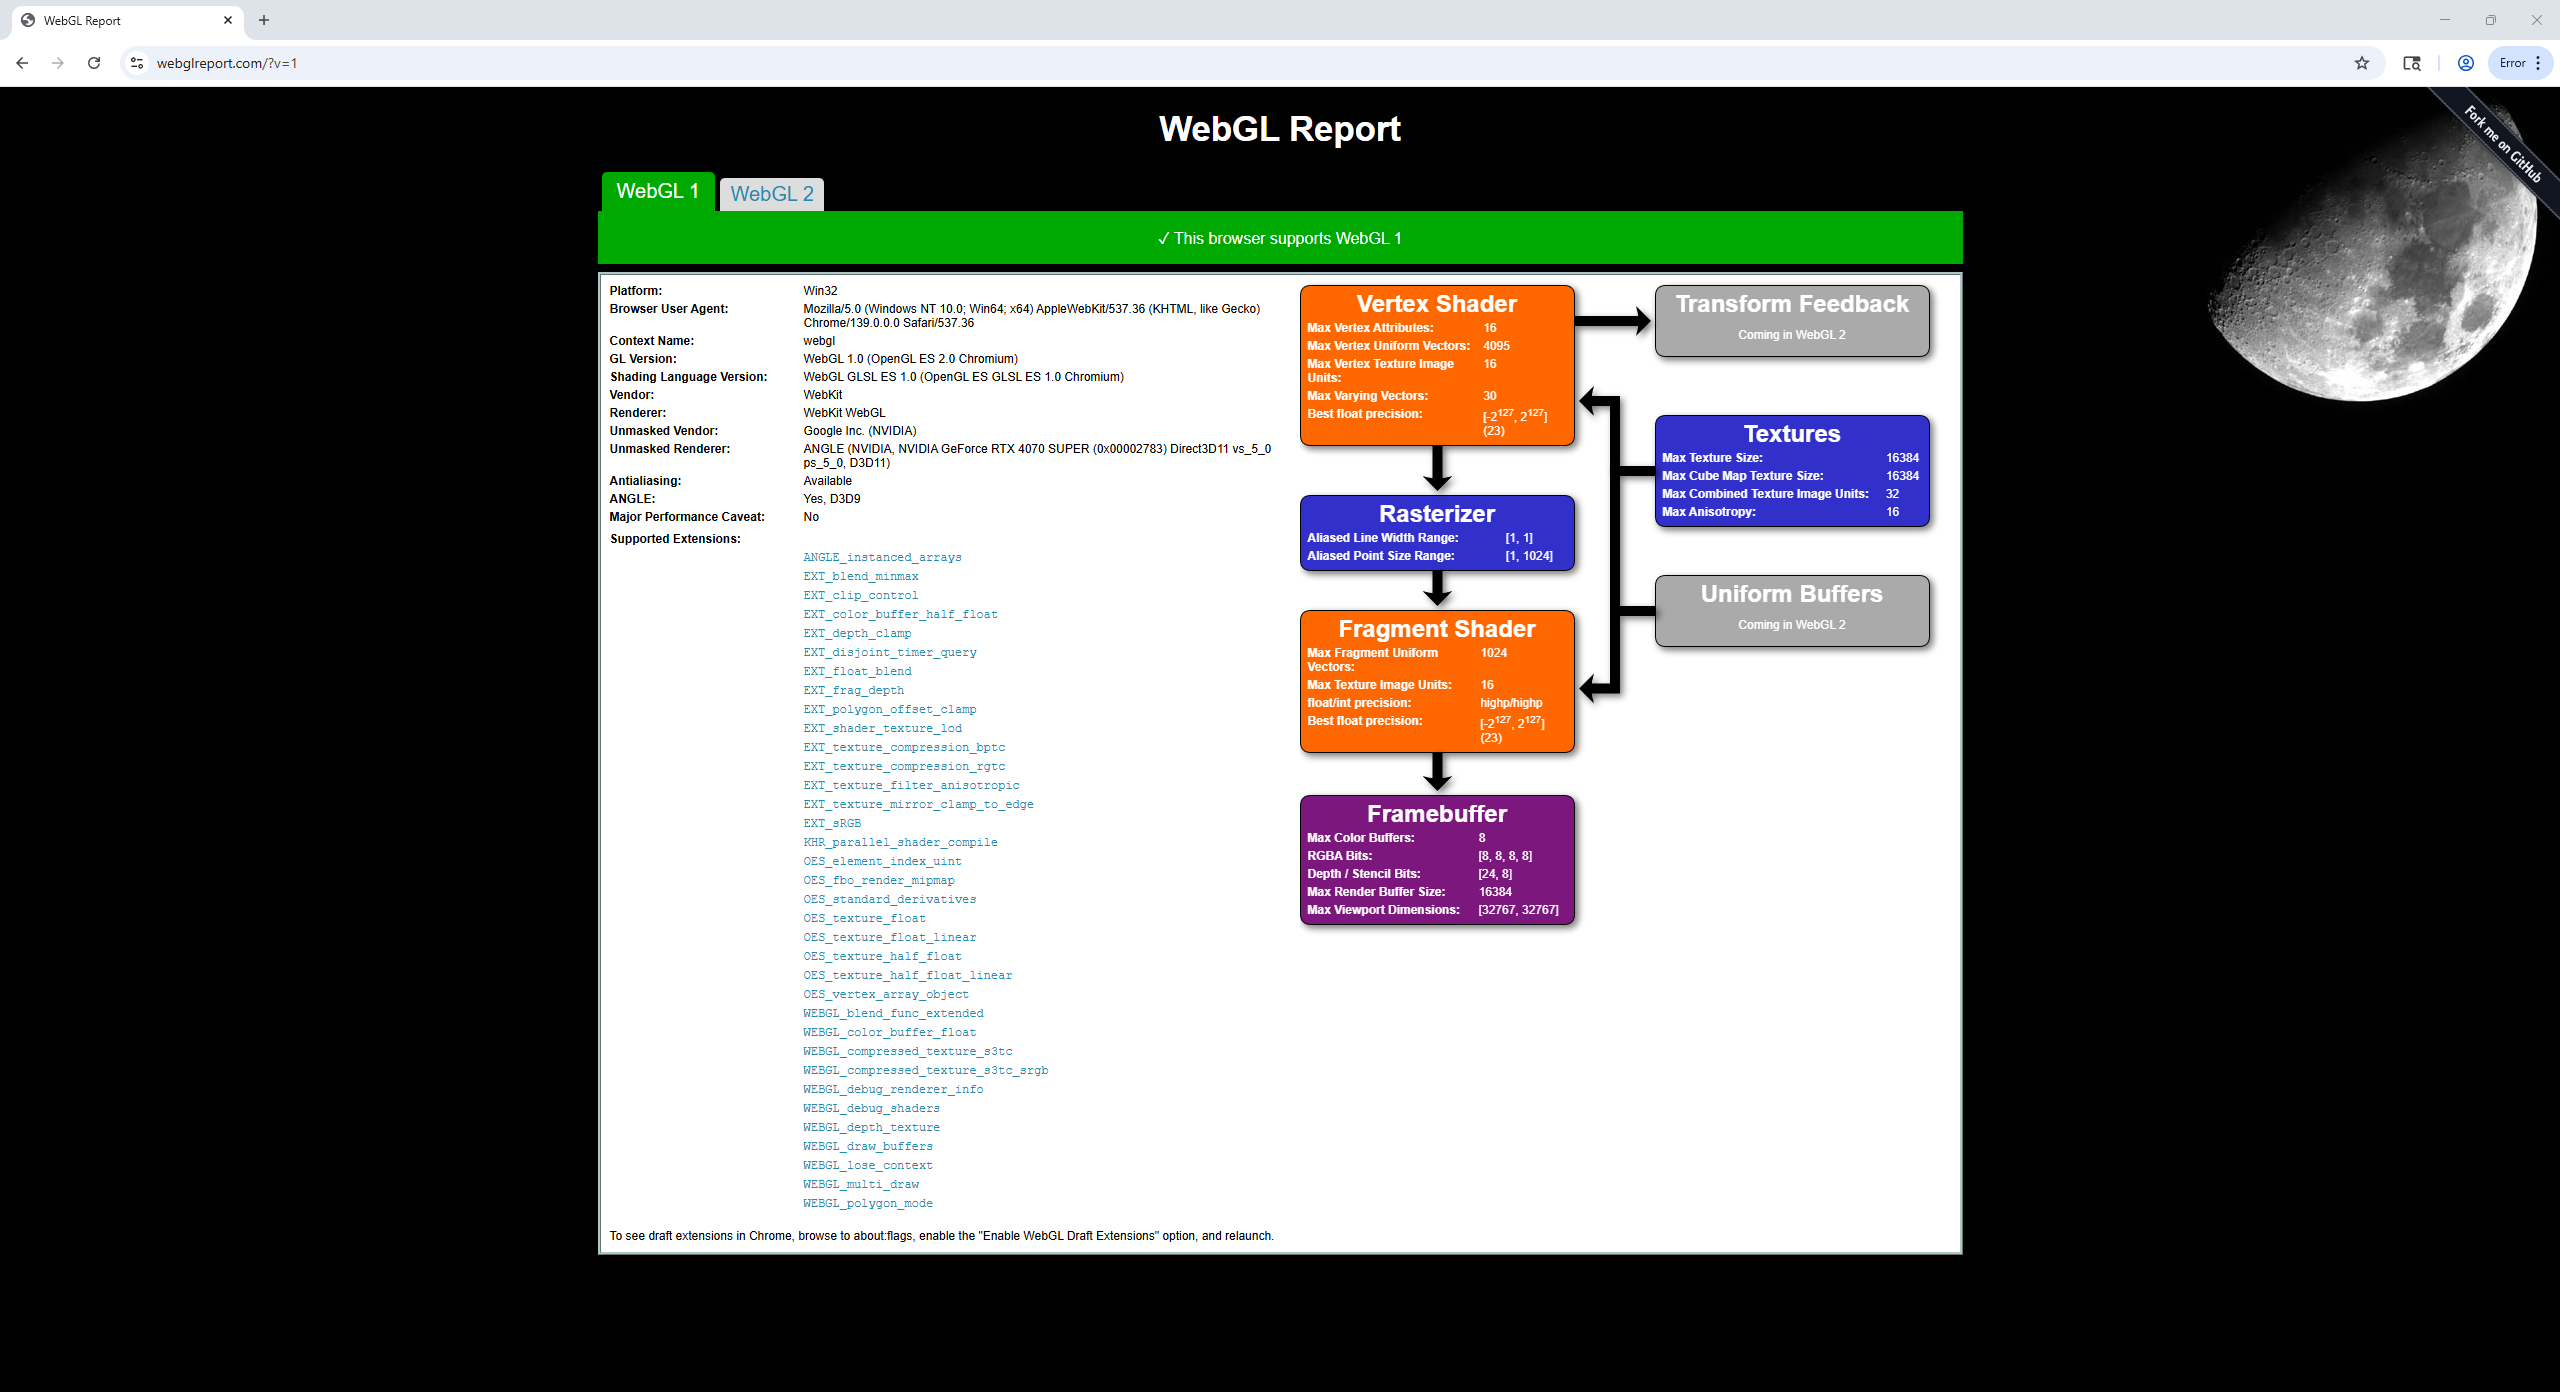 WebGL Report
webglreport.com/?v=1
Error
Fork me on GitHub
WebGL Report
WebGL 1
WebGL 2
✓ This browser supports WebGL 1
Platform: Win32
Browser User Agent: Mozilla/5.0 (Windows NT 10.0; Win64; x64) AppleWebKit/537.36 (KHTML, like Gecko)
Chrome/139.0.0.0 Safari/537.36
Context Name: webgl
GL Version: WebGL 1.0 (OpenGL ES 2.0 Chromium)
Shading Language Version: WebGL GLSL ES 1.0 (OpenGL ES GLSL ES 1.0 Chromium)
Vendor: WebKit
Renderer: WebKit WebGL
Unmasked Vendor: Google Inc. (NVIDIA)
Unmasked Renderer: ANGLE (NVIDIA, NVIDIA GeForce RTX 4070 SUPER (0x00002783) Direct3D11 vs_5_0
ps_5_0, D3D11)
Antialiasing: Available
ANGLE: Yes, D3D9
Major Performance Caveat: No
Supported Extensions:
ANGLE_instanced_arrays
EXT_blend_minmax
EXT_clip_control
EXT_color_buffer_half_float
EXT_depth_clamp
EXT_disjoint_timer_query
EXT_float_blend
EXT_frag_depth
EXT_polygon_offset_clamp
EXT_shader_texture_lod
EXT_texture_compression_bptc
EXT_texture_compression_rgtc
EXT_texture_filter_anisotropic
EXT_texture_mirror_clamp_to_edge
EXT_sRGB
KHR_parallel_shader_compile
OES_element_index_uint
OES_fbo_render_mipmap
OES_standard_derivatives
OES_texture_float
OES_texture_float_linear
OES_texture_half_float
OES_texture_half_float_linear
OES_vertex_array_object
WEBGL_blend_func_extended
WEBGL_color_buffer_float
WEBGL_compressed_texture_s3tc
WEBGL_compressed_texture_s3tc_srgb
WEBGL_debug_renderer_info
WEBGL_debug_shaders
WEBGL_depth_texture
WEBGL_draw_buffers
WEBGL_lose_context
WEBGL_multi_draw
WEBGL_polygon_mode
To see draft extensions in Chrome, browse to about:flags, enable the "Enable WebGL Draft Extensions" option, and relaunch.
Vertex Shader
Max Vertex Attributes: 16
Max Vertex Uniform Vectors: 4095
Max Vertex Texture Image 16
Units:
Max Varying Vectors: 30
Best float precision: [-2¹²⁷, 2¹²⁷]
(23)
Rasterizer
Aliased Line Width Range: [1, 1]
Aliased Point Size Range: [1, 1024]
Fragment Shader
Max Fragment Uniform 1024
Vectors:
Max Texture Image Units: 16
float/int precision: highp/highp
Best float precision: [-2¹²⁷, 2¹²⁷]
(23)
Framebuffer
Max Color Buffers: 8
RGBA Bits: [8, 8, 8, 8]
Depth / Stencil Bits: [24, 8]
Max Render Buffer Size: 16384
Max Viewport Dimensions: [32767, 32767]
Transform Feedback
Coming in WebGL 2
Textures
Max Texture Size: 16384
Max Cube Map Texture Size: 16384
Max Combined Texture Image Units: 32
Max Anisotropy: 16
Uniform Buffers
Coming in WebGL 2